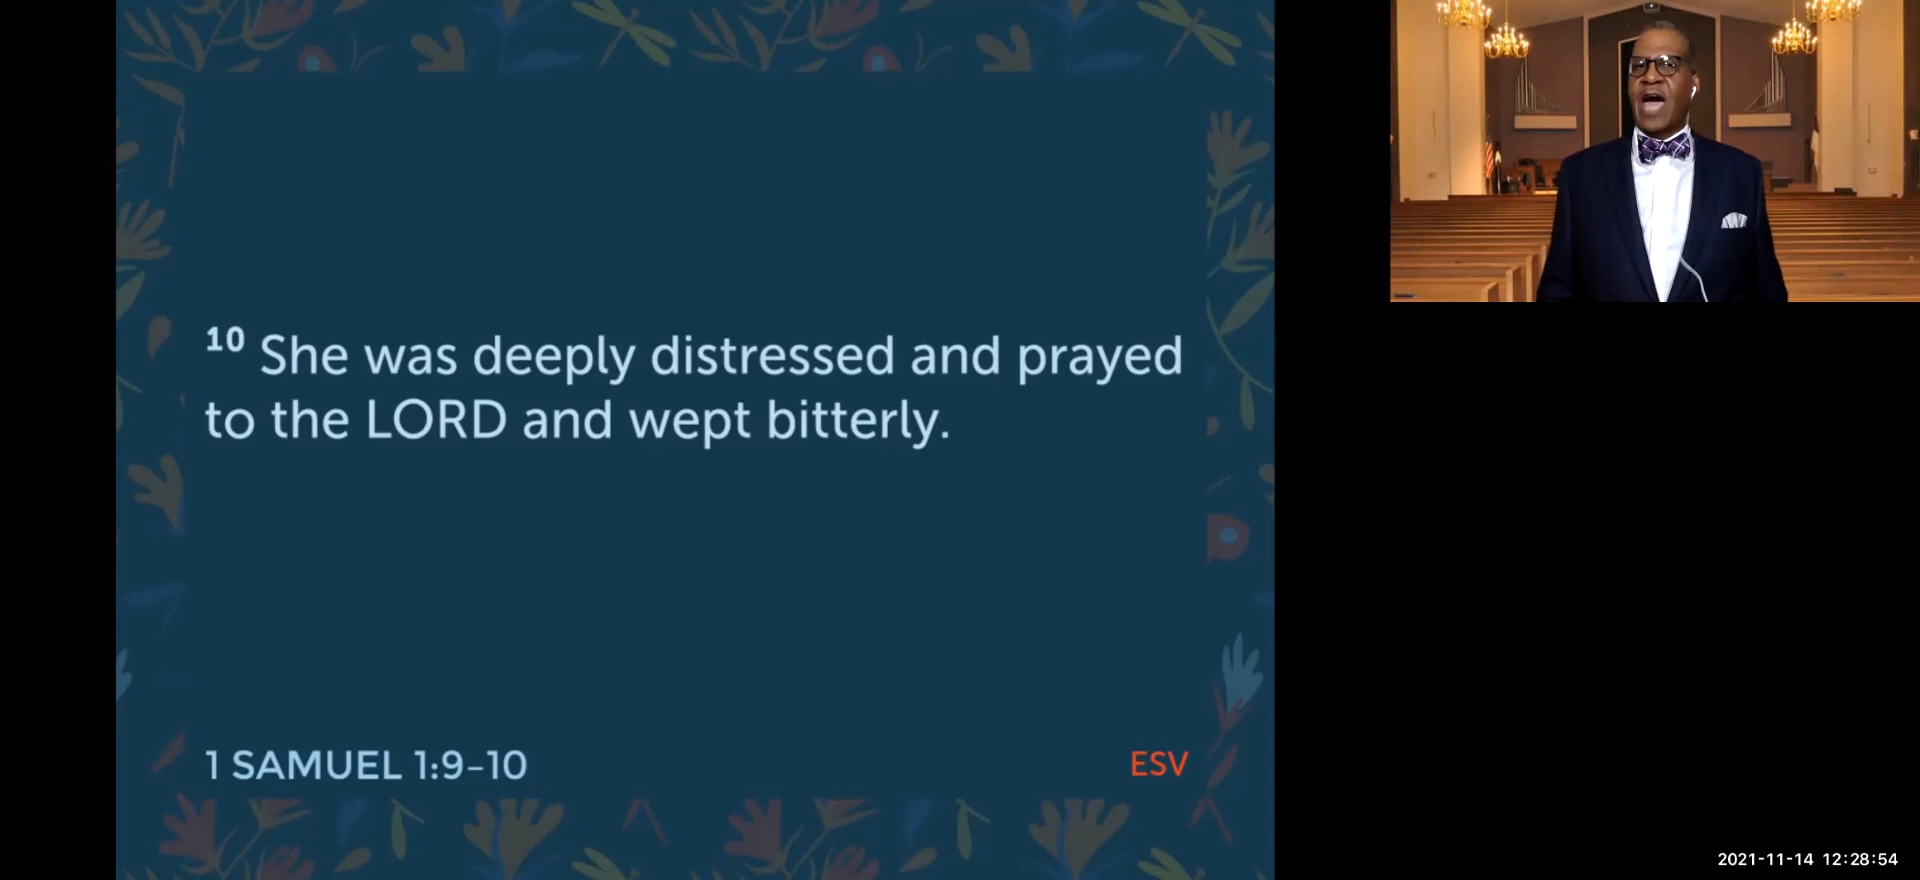 10 She was deeply distressed and prayed
to the LORD and wept bitterly.
1 SAMUEL 1:9–10
ESV
2021-11-14 12:28:54